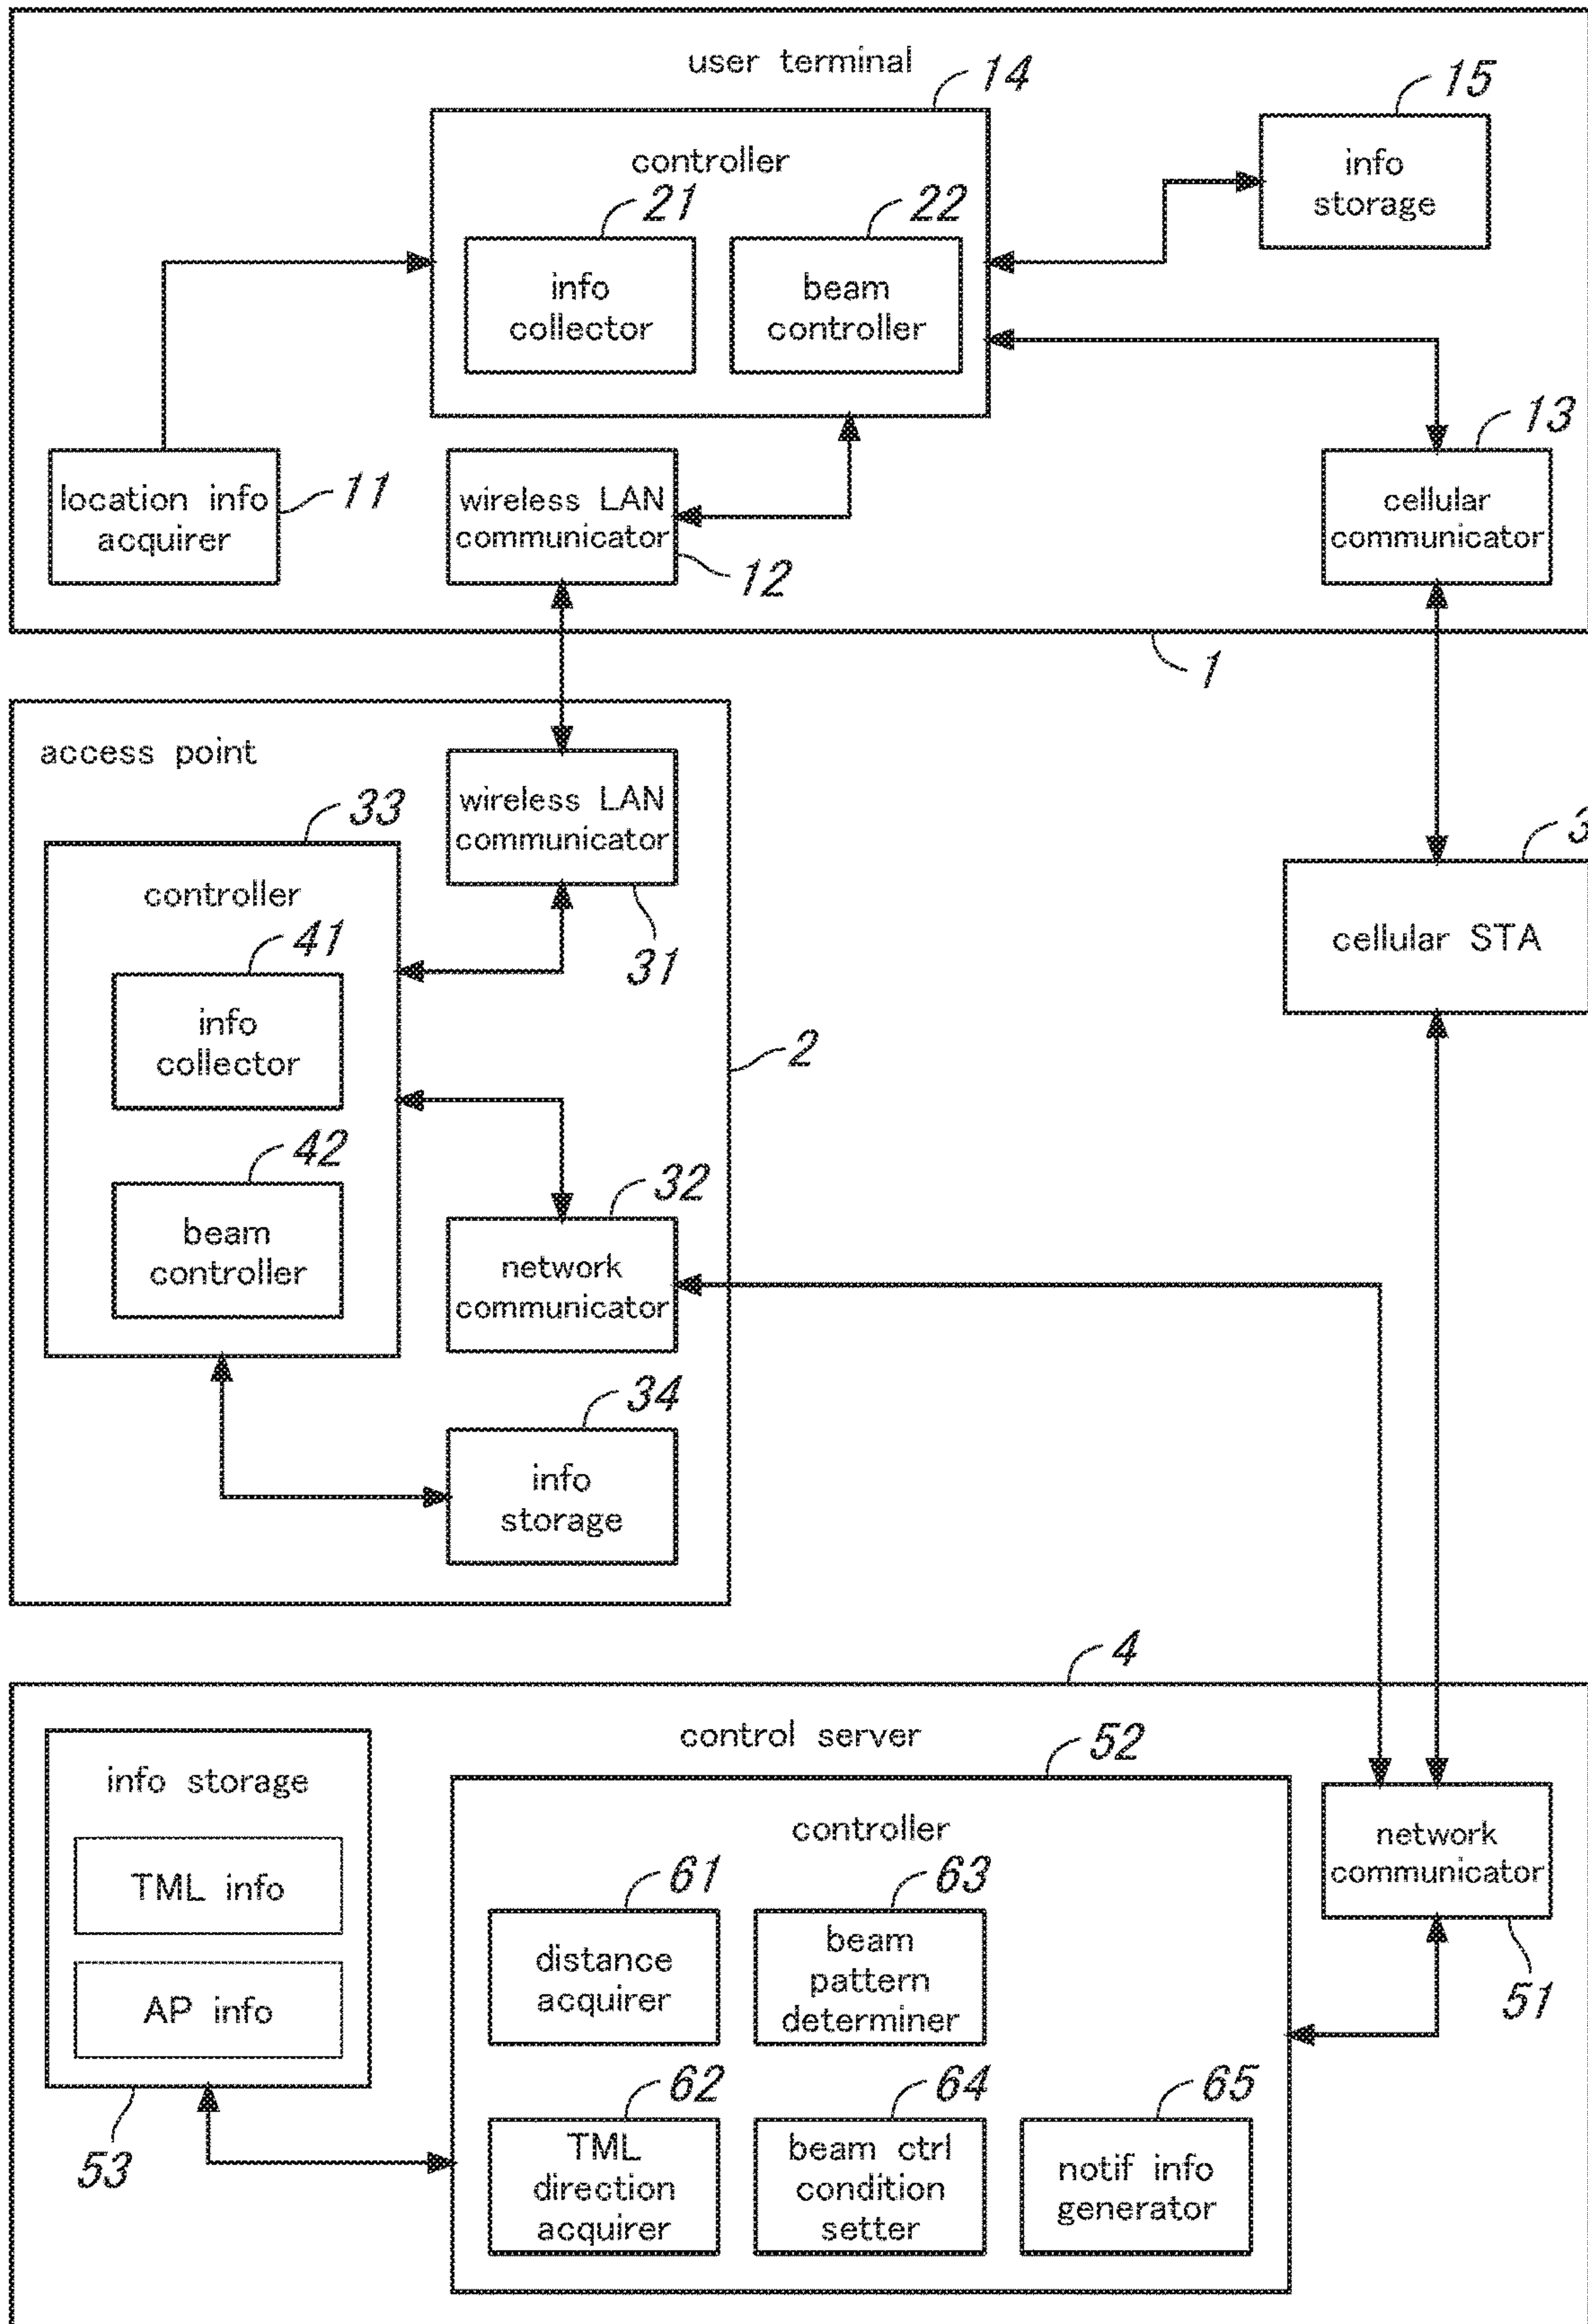 user terminal
14
15
controller
info
storage
21
22
info
collector
beam
controller
13
location info
acquirer
11
wireless LAN
communicator
12
cellular
communicator
1
access point
wireless LAN
communicator
33
3
controller
31
cellular STA
41
info
collector
2
42
32
beam
controller
network
communicator
34
info
storage
4
control server
52
info storage
controller
network
communicator
TML info
61
63
AP info
distance
acquirer
beam
pattern
determiner
51
53
62
64
65
TML
direction
acquirer
beam ctrl
condition
setter
notif info
generator